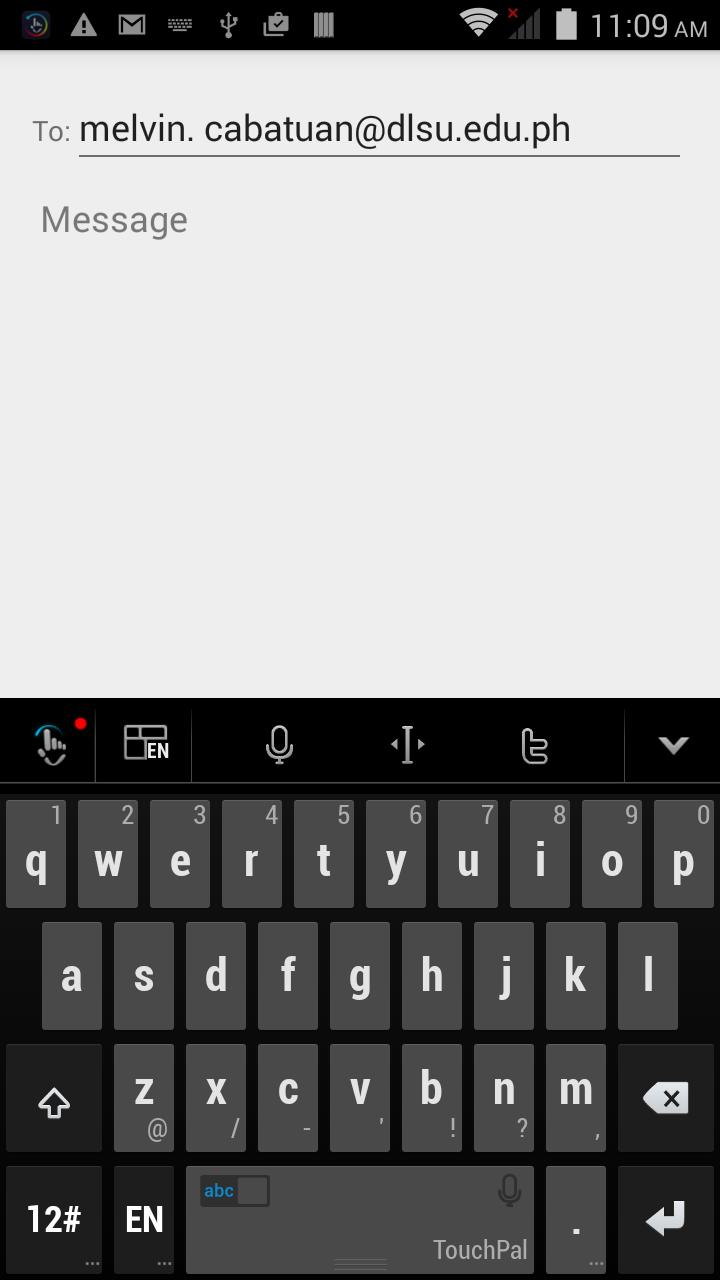 11:09 AM
To: melvin. cabatuan@dlsu.edu.ph
Message
EN
1 2 3 4 5 6 7 8 9 0
q w e r t y u i o p
a s d f g h j k l
z x c v b n m
@ / - ' ! ? ,
abc
12# EN .
TouchPal